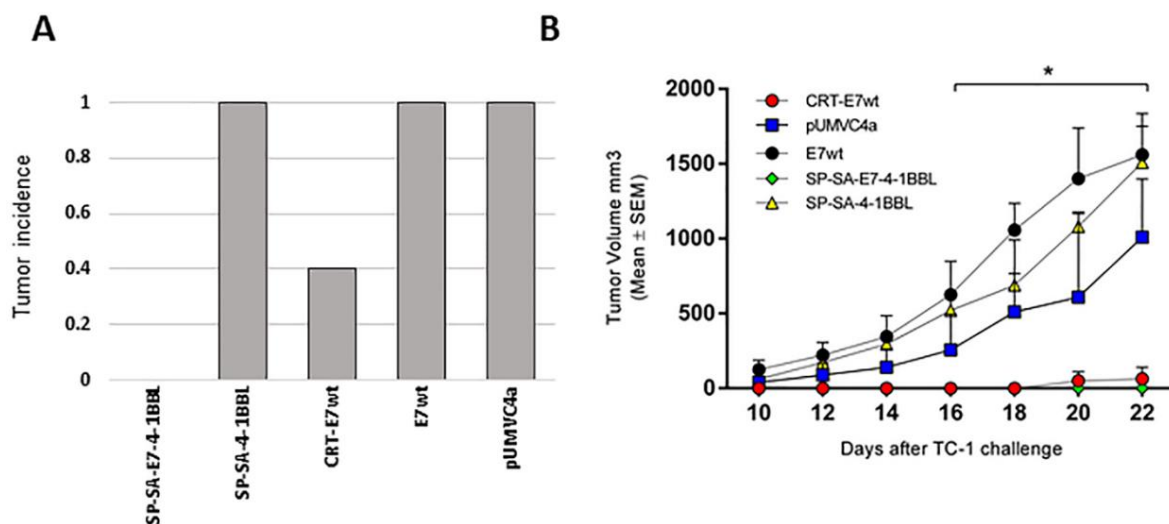 A
Tumor incidence
1
0.8
0.6
0.4
0.2
0
SP-SA-E7-4-1BBL
SP-SA-4-1BBL
CRT-E7wt
E7wt
pUMVC4a
B
*
Tumor Volume mm3
(Mean ± SEM)
2000
1500
1000
500
0
CRT-E7wt
pUMVC4a
E7wt
SP-SA-E7-4-1BBL
SP-SA-4-1BBL
10 12 14 16 18 20 22
Days after TC-1 challenge